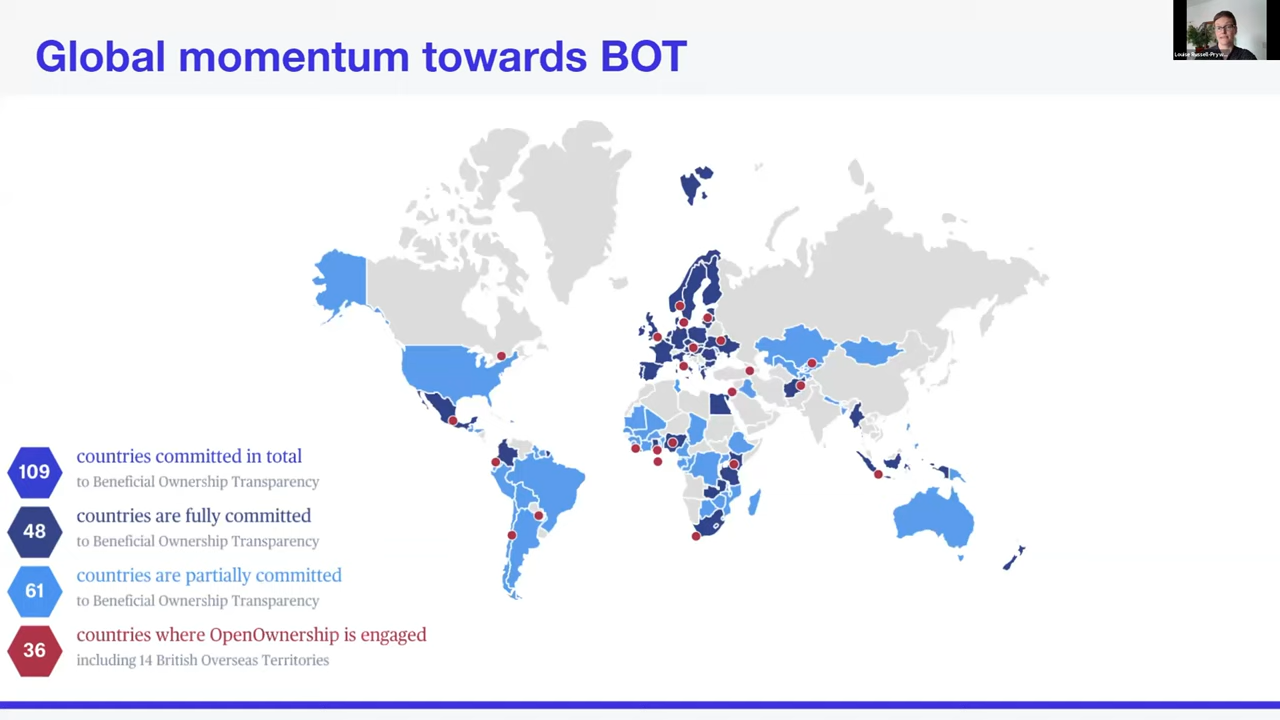 Global momentum towards BOT
109
countries committed in total
to Beneficial Ownership Transparency
48
countries are fully committed
to Beneficial Ownership Transparency
61
countries are partially committed
to Beneficial Ownership Transparency
36
countries where OpenOwnership is engaged
including 14 British Overseas Territories